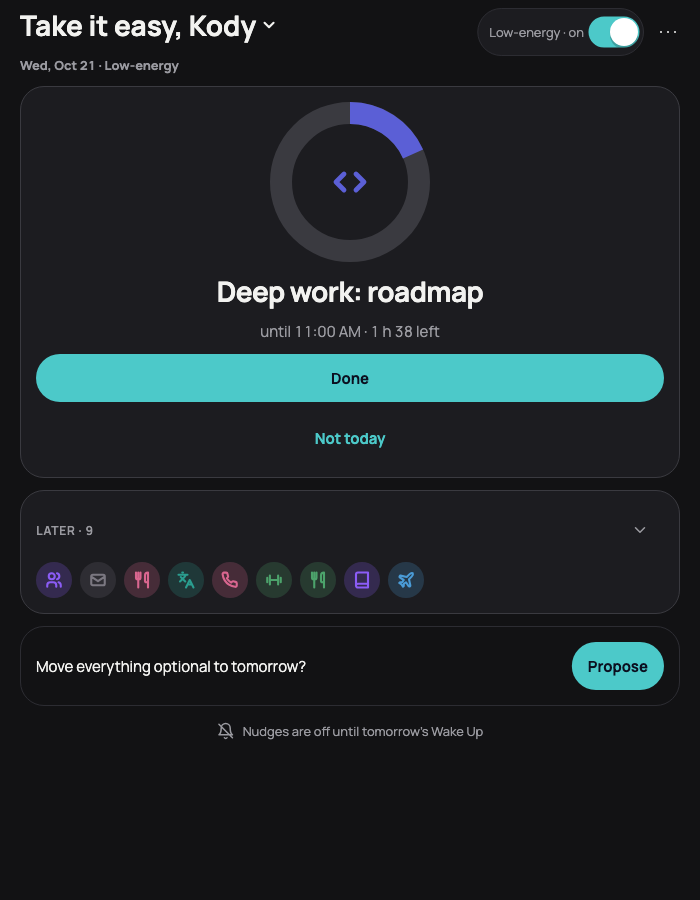 Take it easy, Kody
Low-energy · on
Wed, Oct 21 · Low-energy
Deep work: roadmap
until 11:00 AM · 1 h 38 left
Done
Not today
LATER · 9
Move everything optional to tomorrow?
Propose
Nudges are off until tomorrow's Wake Up